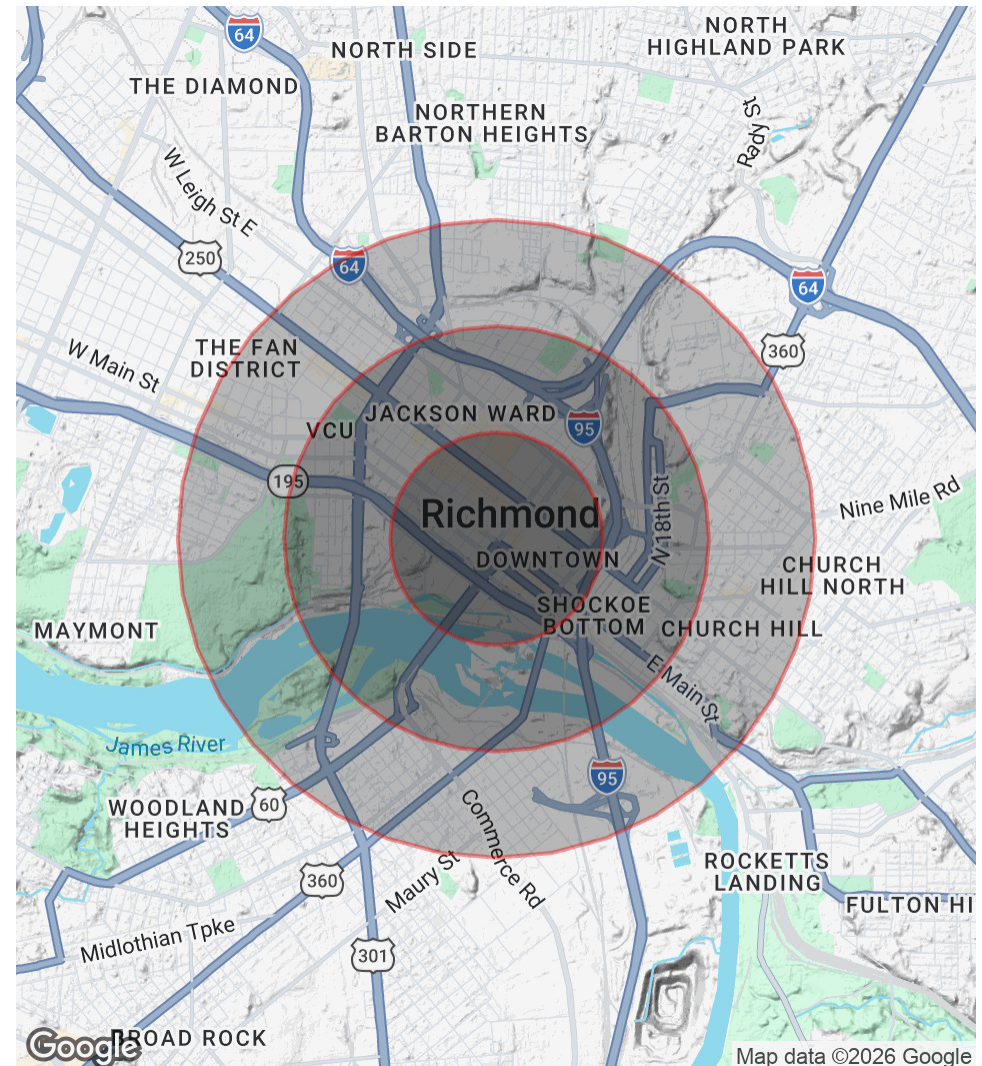 64
NORTH SIDE
NORTH
HIGHLAND PARK
THE DIAMOND
NORTHERN
BARTON HEIGHTS
Rady St
W Leigh St E
250
64
64
360
THE FAN
DISTRICT
W Main St
JACKSON WARD
VCU
95
195
N 18th St
Nine Mile Rd
Richmond
DOWNTOWN
CHURCH
HILL NORTH
SHOCKOE
BOTTOM
CHURCH HILL
MAYMONT
E Main St
James River
95
WOODLAND
HEIGHTS
60
Commerce Rd
360
Maury St
ROCKETTS
LANDING
FULTON HI
Midlothian Tpke
301
BROAD ROCK
Google
Map data ©2026 Google